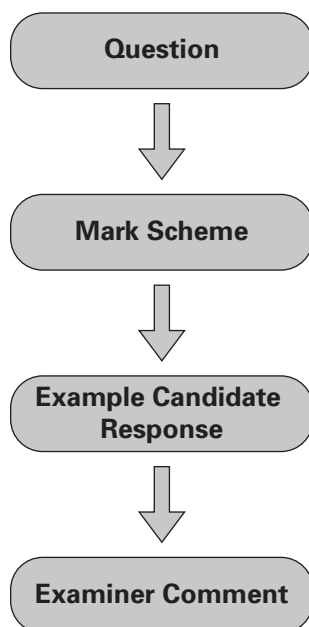 Question
Mark Scheme
Example Candidate
Response
Examiner Comment